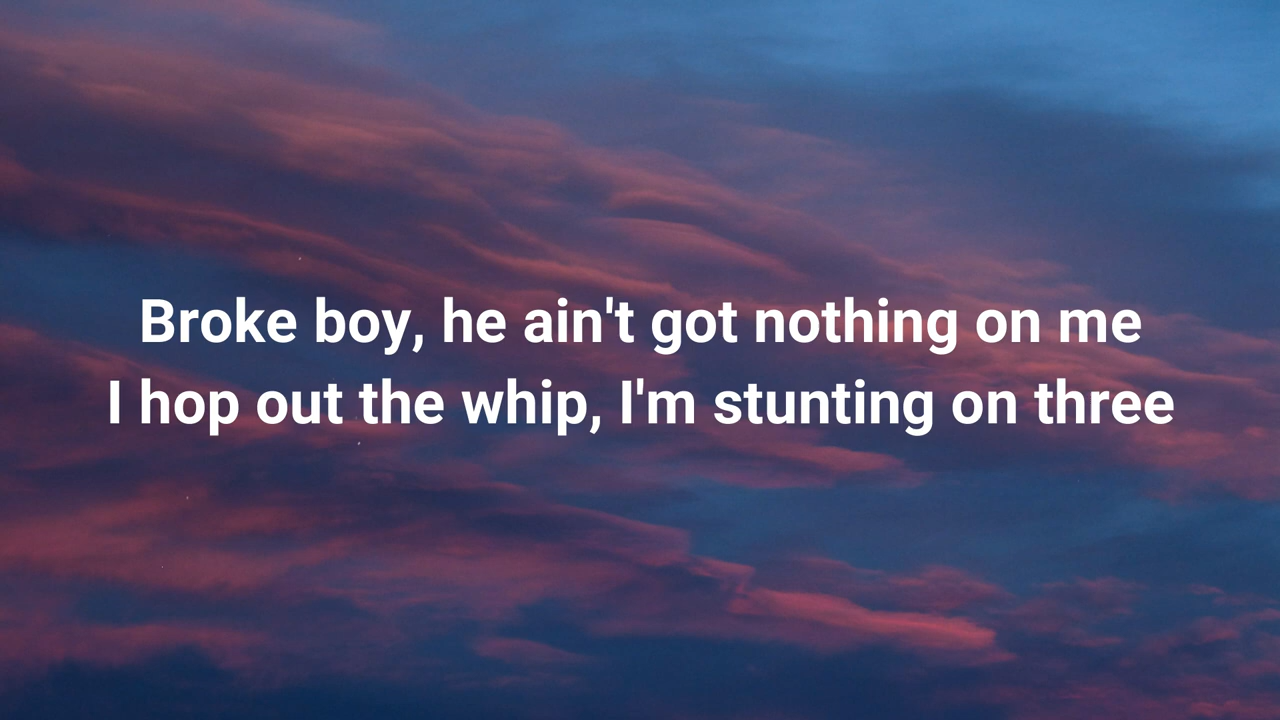 Broke boy, he ain't got nothing on me
I hop out the whip, I'm stunting on three